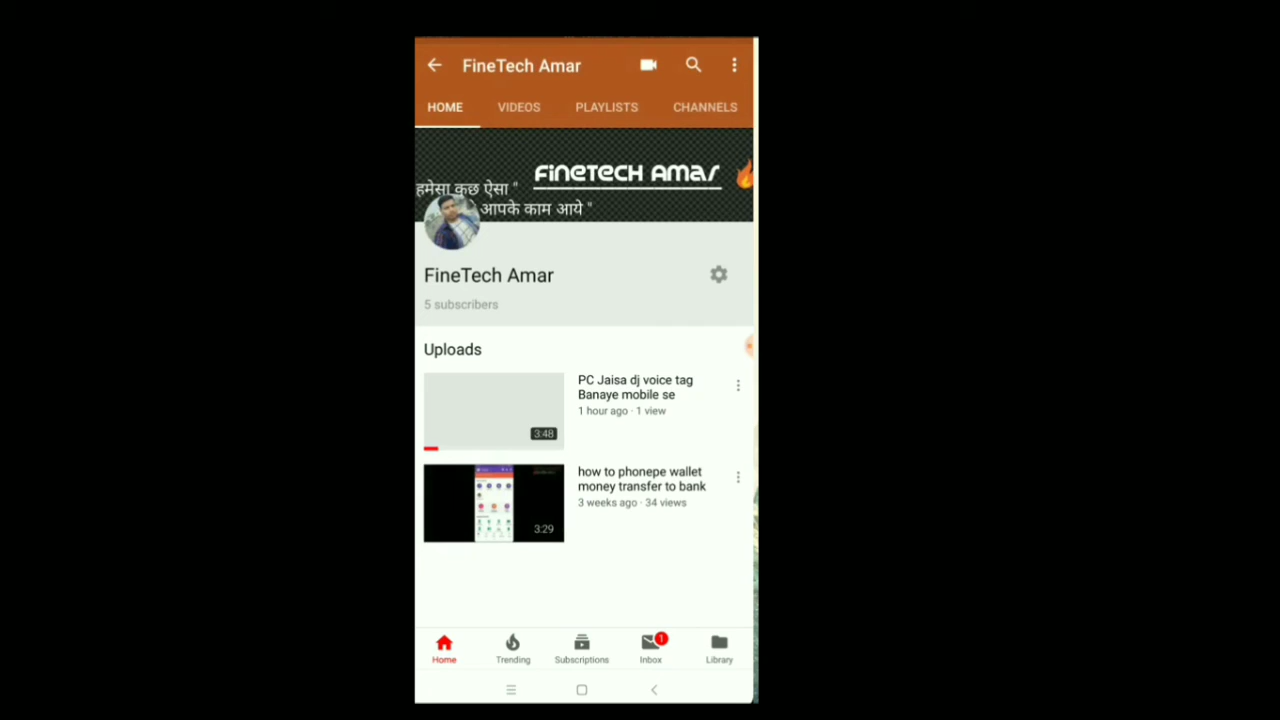 FineTech Amar
HOME VIDEOS PLAYLISTS CHANNELS
FineTech Amar
हमेसा कुछ ऐसा "
आपके काम आये "
FineTech Amar
5 subscribers
Uploads
PC Jaisa dj voice tag
Banaye mobile se
1 hour ago · 1 view
3:48
how to phonepe wallet
money transfer to bank
3 weeks ago · 34 views
3:29
1
Home Trending Subscriptions Inbox Library